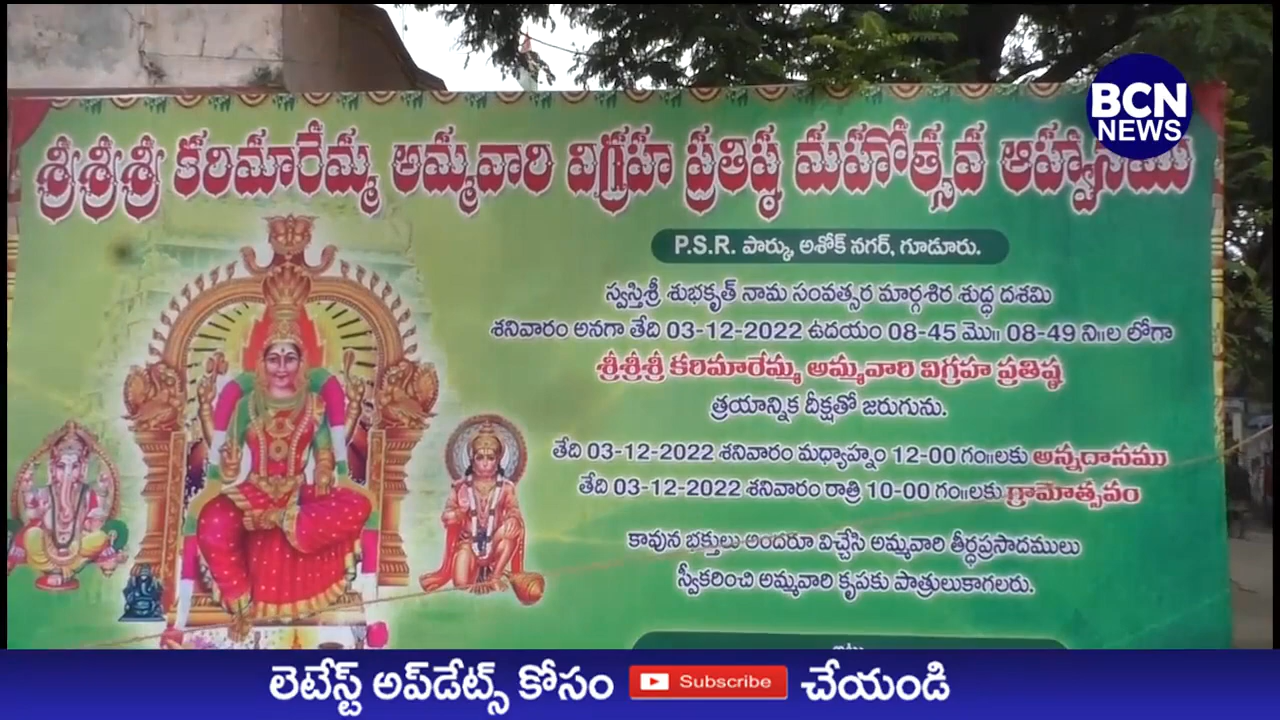 BCN
NEWS
శ్రీశ్రీశ్రీ కరిమారేమ్మ అమ్మవారి విగ్రహ ప్రతిష్ఠ మహోత్సవ ఆహ్వానము
P.S.R. పార్కు, అశోక్ నగర్, గూడూరు.
స్వస్తిశ్రీ శుభకృత్ నామ సంవత్సర మార్గశిర శుద్ధ దశమి
శనివారం అనగా తేది 03-12-2022 ఉదయం 08-45 మొ॥ 08-49 ని॥ల లోగా
శ్రీశ్రీశ్రీ కరిమారేమ్మ అమ్మవారి విగ్రహ ప్రతిష్ఠ
త్రయాన్నిక దీక్షతో జరుగును.
తేది 03-12-2022 శనివారం మధ్యాహ్నం 12-00 గం॥లకు అన్నదానము
తేది 03-12-2022 శనివారం రాత్రి 10-00 గం॥లకు గ్రామోత్సవం
కావున భక్తులు అందరూ విచ్చేసి అమ్మవారి తీర్థప్రసాదములు
స్వీకరించి అమ్మవారి కృపకు పాత్రులుకాగలరు.
లెటేస్ట్ అప్‌డేట్స్ కోసం Subscribe చేయండి